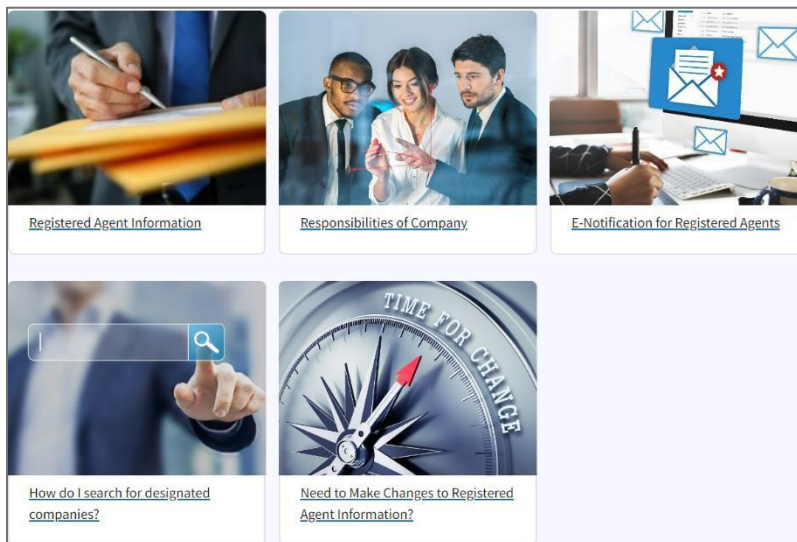 Registered Agent Information
Responsibilities of Company
E-Notification for Registered Agents
TIME FOR CHANGE
How do I search for designated
companies?
Need to Make Changes to Registered
Agent Information?